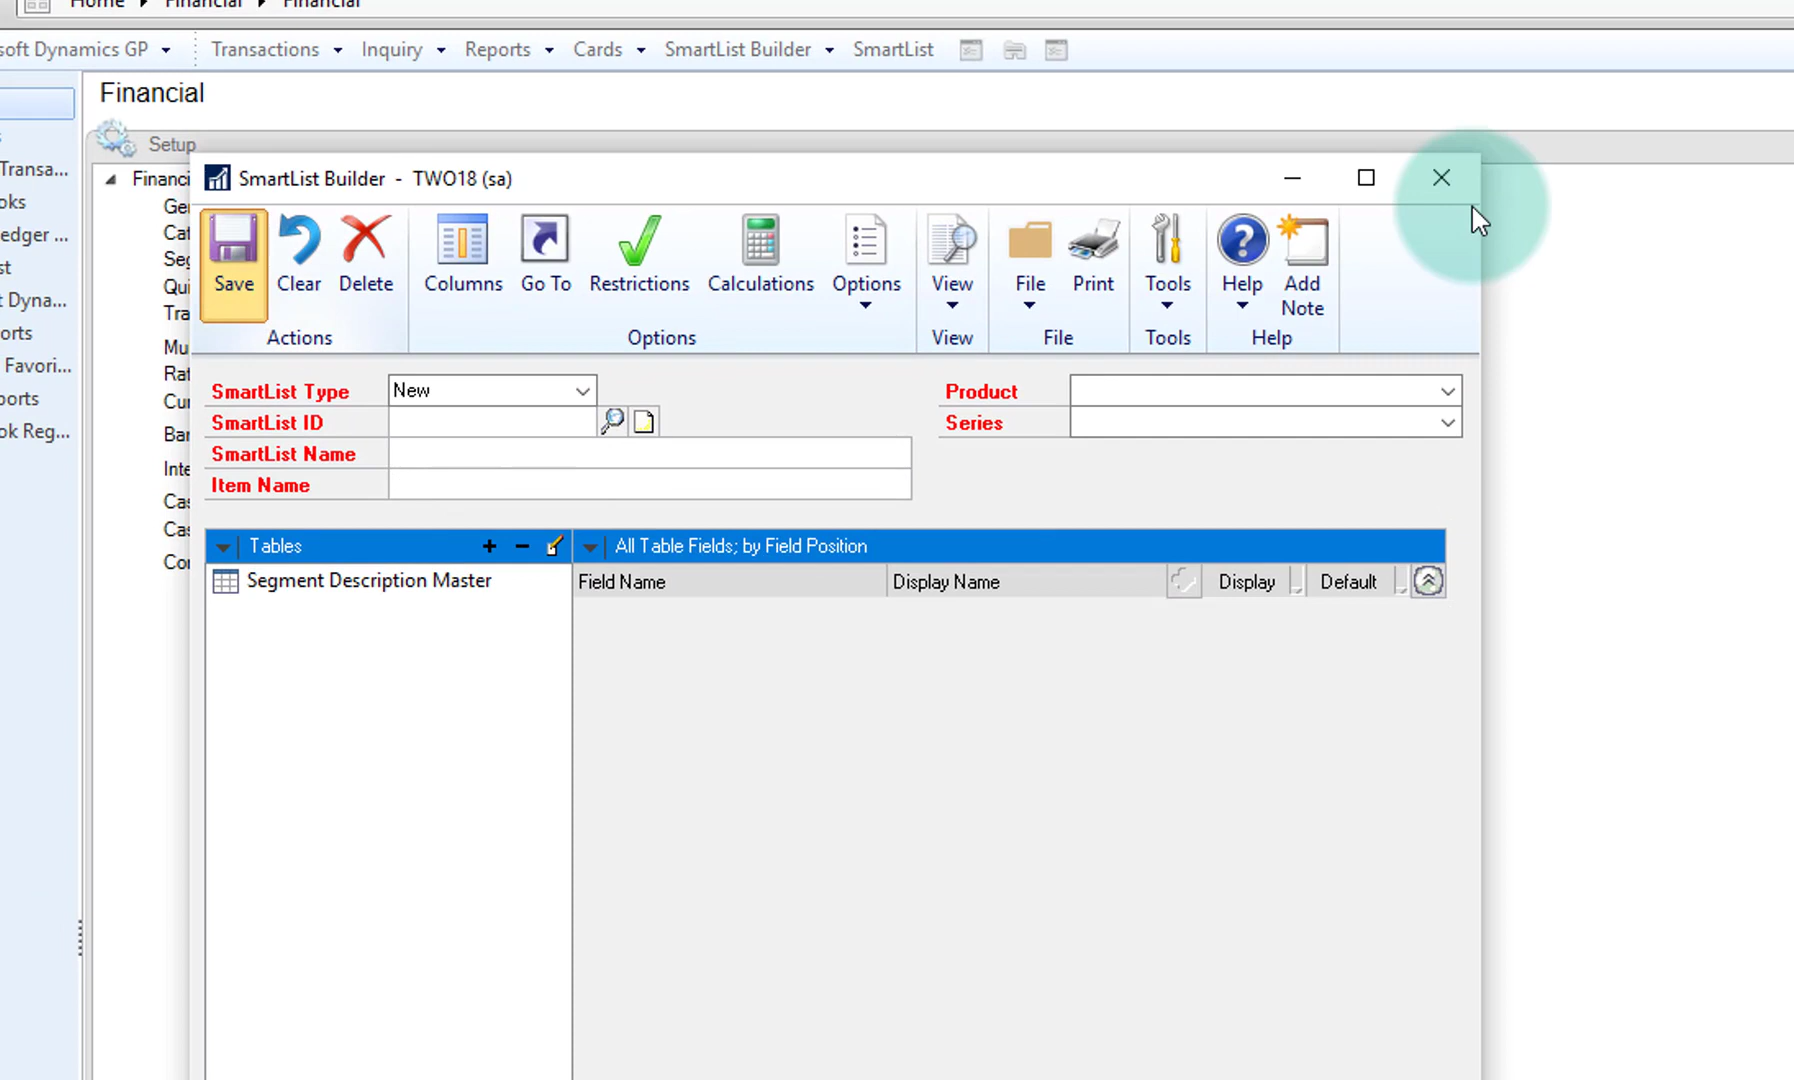 Home Financial Financial
soft Dynamics GP Transactions Inquiry Reports Cards SmartList Builder SmartList
Financial
Setup
Financi
SmartList Builder - TWO18 (sa)
Transa...
oks
edger ...
st
t Dyna...
orts
Favori...
ports
ok Reg...
Gen
Cat
Seg
Qui
Tra
Mu
Rat
Cur
Ban
Inte
Cas
Cas
Cor
Save Clear Delete Columns Go To Restrictions Calculations Options View File Print Tools Help Add Note
Actions Options View File Tools Help
SmartList Type New Product
SmartList ID Series
SmartList Name
Item Name
Tables + − All Table Fields; by Field Position
Segment Description Master Field Name Display Name Display Default